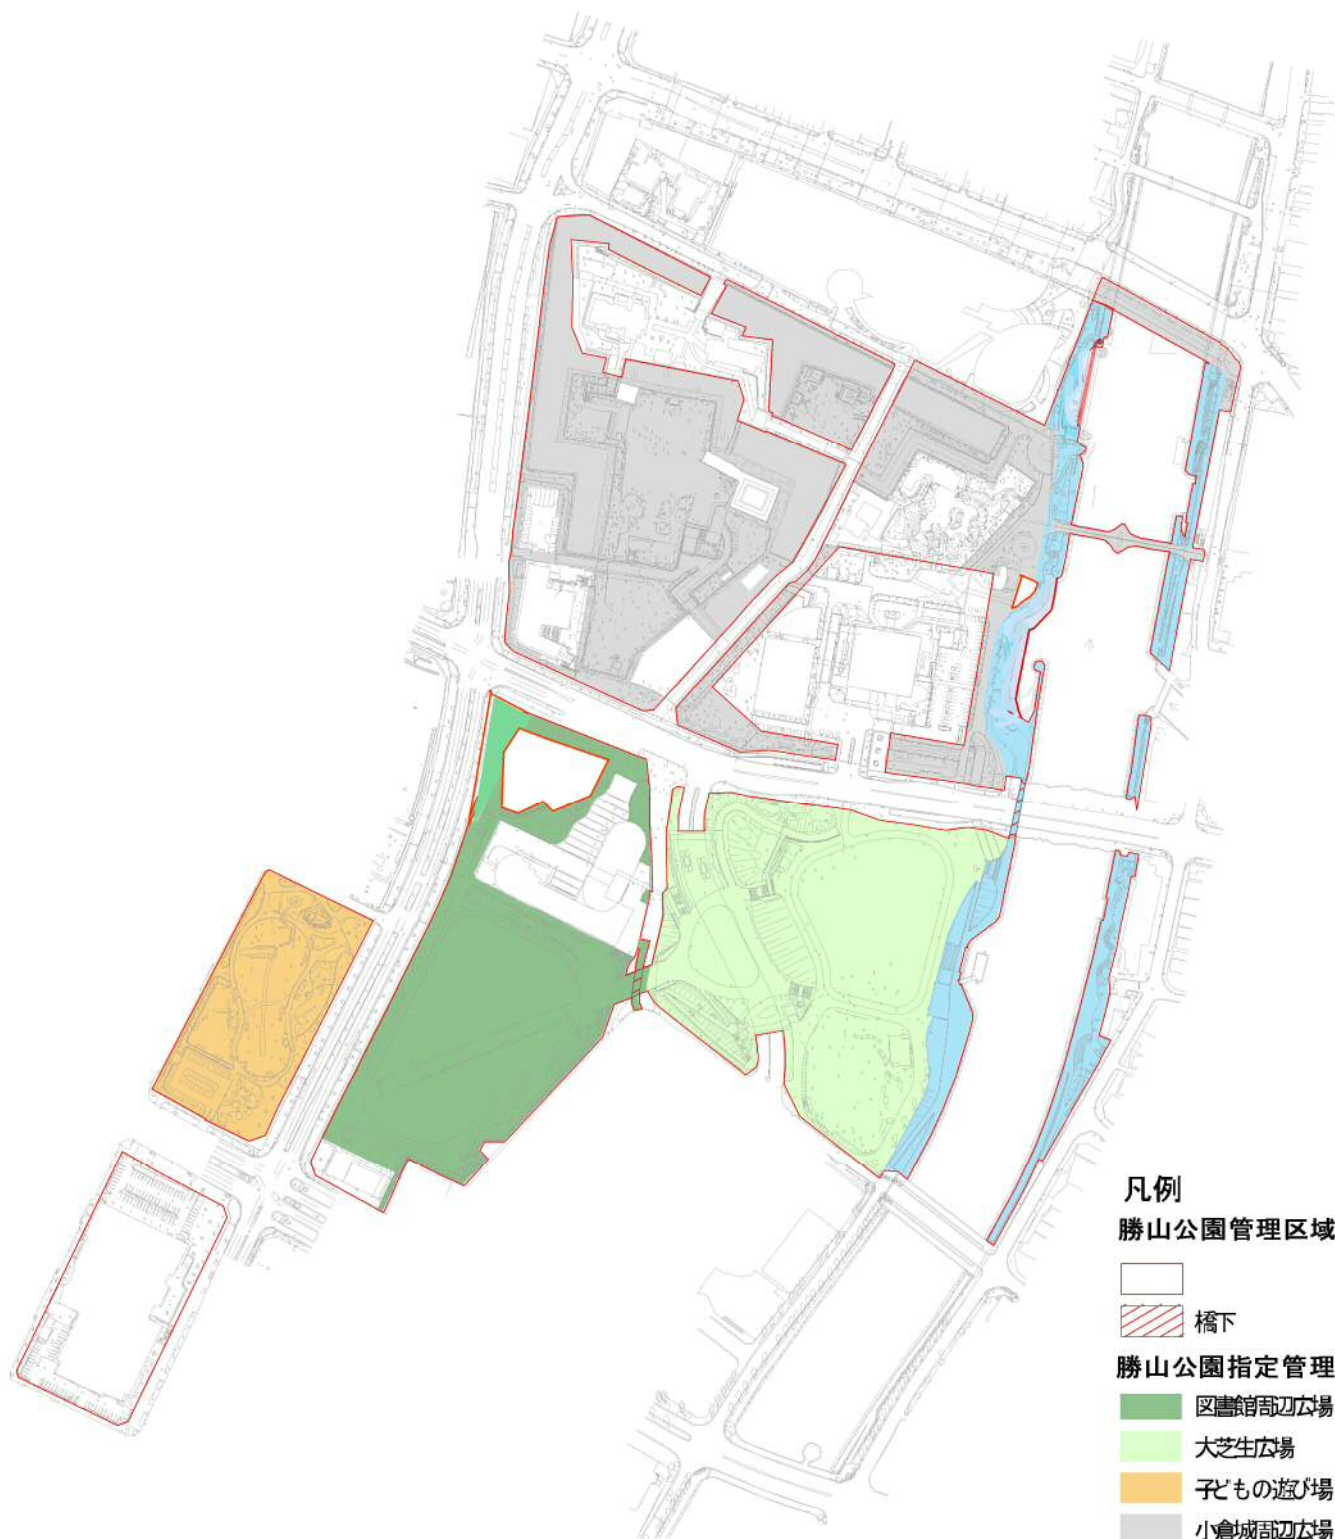 凡例
勝山公園管理区域
橋下
勝山公園指定管理
図書館周辺広場
大芝生広場
子どもの遊び場
小倉城周辺広場